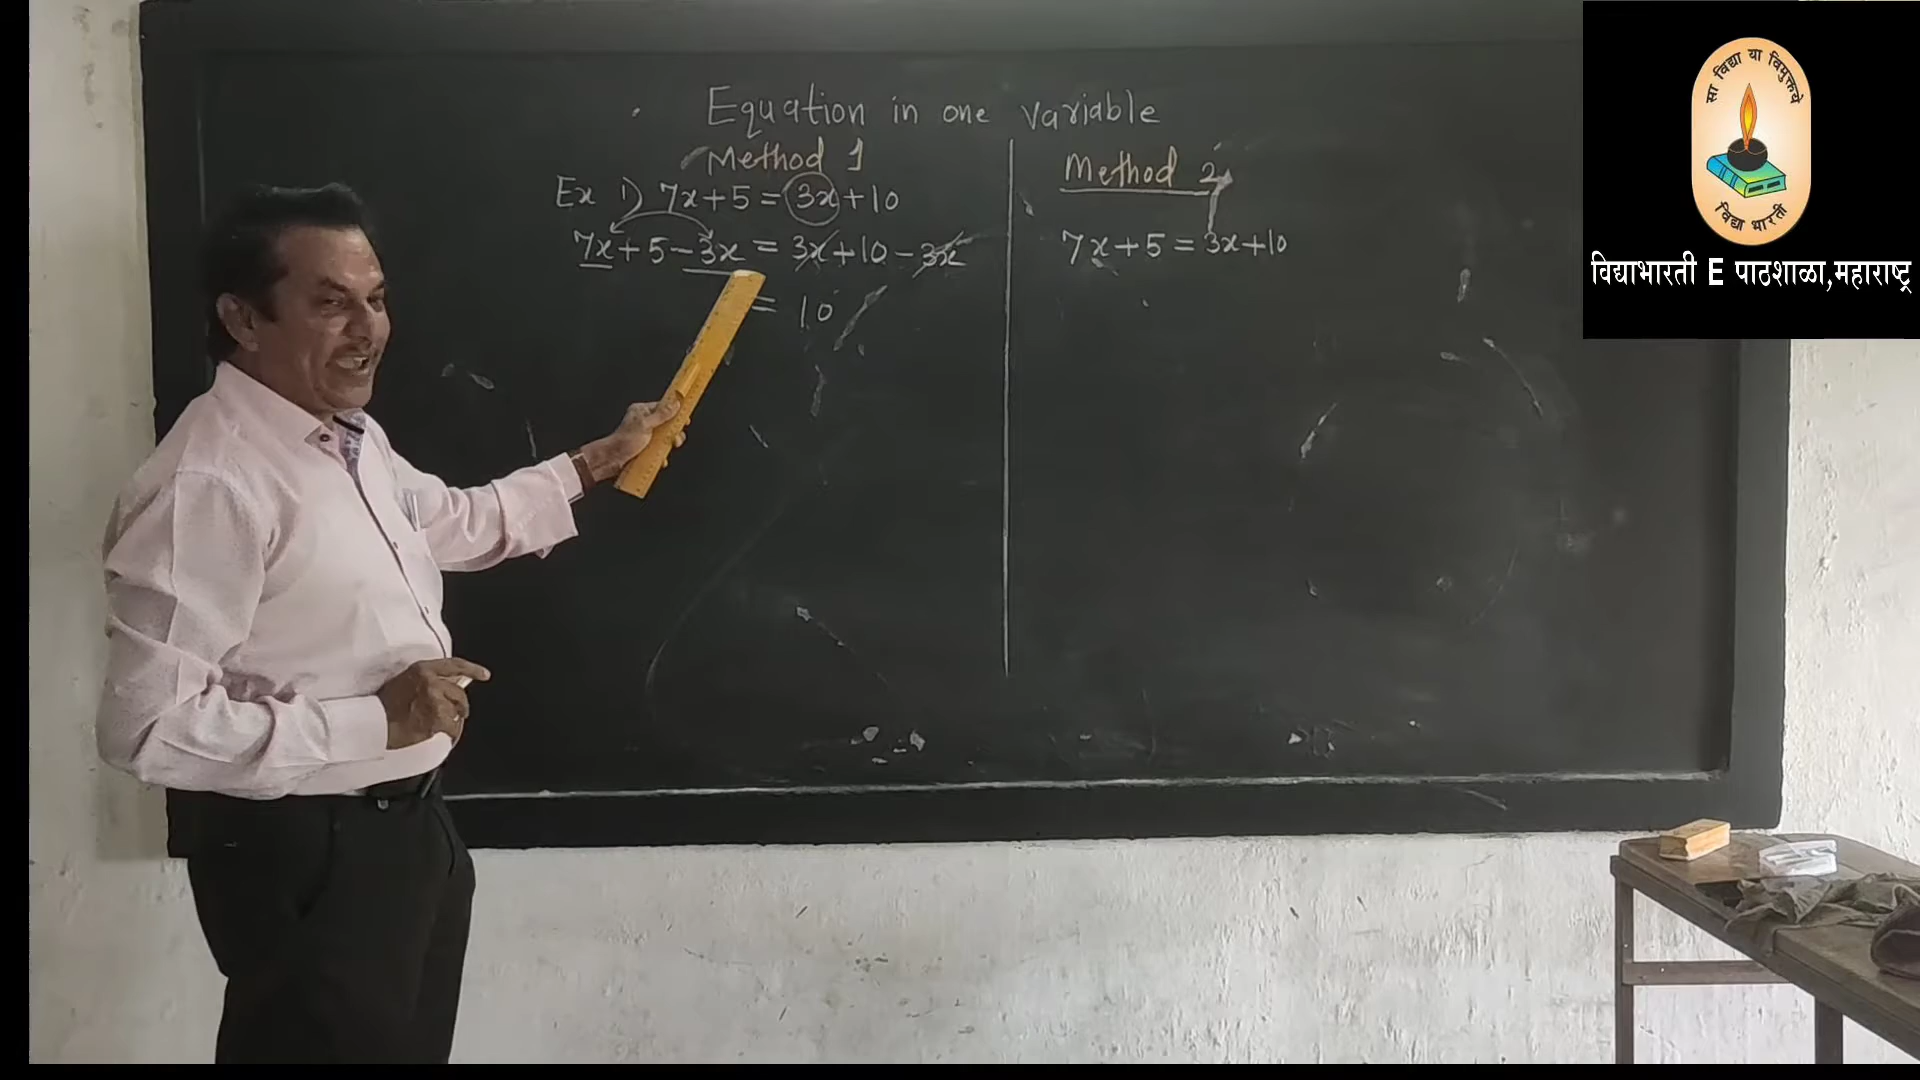 Equation in one variable
Method 1
Ex 1) 7x+5 = 3x+10
7x+5-3x = 3x+10-3x
= 10
Method 2
7x+5 = 3x+10
सा विद्या या विमुक्तये
विद्या भारती
विद्याभारती E पाठशाळा,महाराष्ट्र